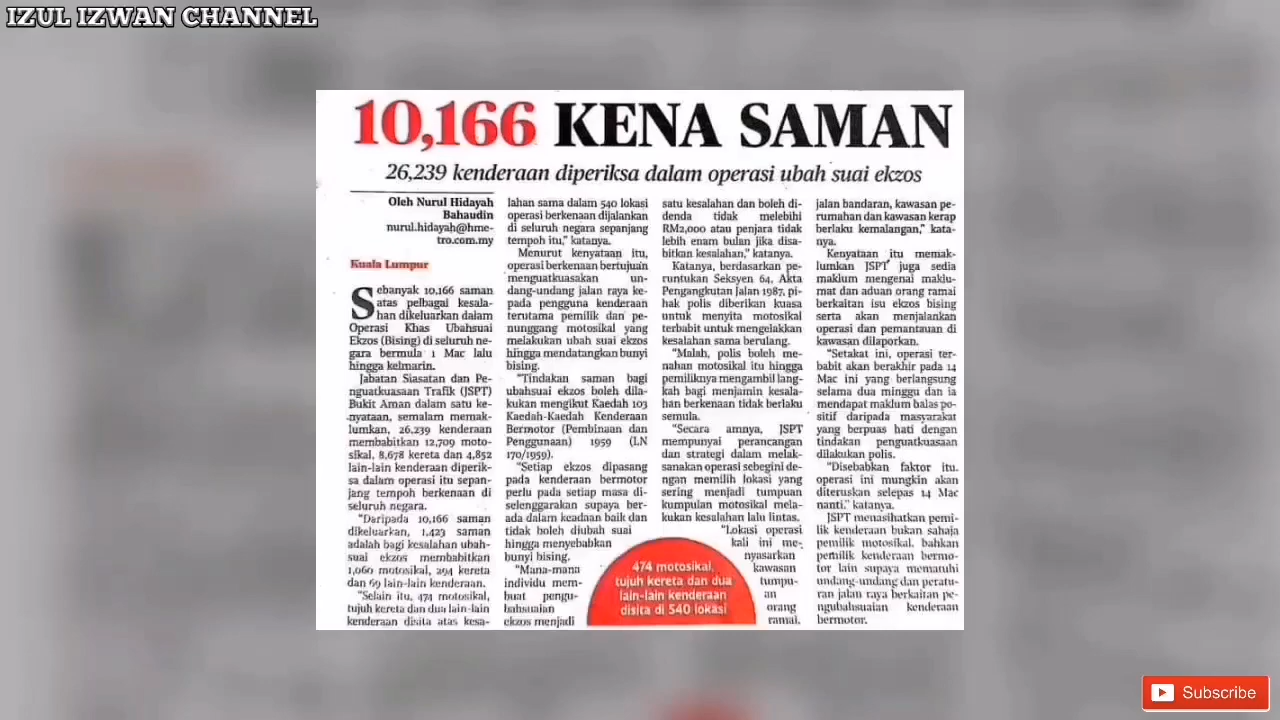 IZUL IZWAN CHANNEL
10,166 KENA SAMAN
26,239 kenderaan diperiksa dalam operasi ubah suai ekzos
Oleh Nurul Hidayah
Bahaudin
nurul.hidayah@hme-
tro.com.my
Kuala Lumpur
Sebanyak 10,166 saman
atas pelbagai kesala-
han dikeluarkan dalam
Operasi Khas Ubahsuai
Ekzos (Bising) di seluruh ne-
gara bermula 1 Mac lalu
hingga kelmarin.
Jabatan Siasatan dan Pe-
nguatkuasaan Trafik (JSPT)
Bukit Aman dalam satu ke-
nyataan, semalam memak-
lumkan, 26,239 kenderaan
membabitkan 12,709 moto-
sikal, 8,678 kereta dan 4,852
lain-lain kenderaan diperik-
sa dalam operasi itu sepan-
jang tempoh berkenaan di
seluruh negara.
"Daripada 10,166 saman
dikeluarkan, 1,423 saman
adalah bagi kesalahan ubah-
suai ekzos membabitkan
1,060 motosikal, 294 kereta
dan 69 lain-lain kenderaan.
"Selain itu, 474 motosikal,
tujuh kereta dan dua lain-lain
kenderaan disita atas kesa-
lahan sama dalam 540 lokasi
operasi berkenaan dijalankan
di seluruh negara sepanjang
tempoh itu," katanya.
Menurut kenyataan itu,
operasi berkenaan bertujuan
menguatkuasakan un-
dang-undang jalan raya ke-
pada pengguna kenderaan
terutama pemilik dan pe-
nunggang motosikal yang
melakukan ubah suai ekzos
hingga mendatangkan bunyi
bising.
"Tindakan saman bagi
ubahsuai ekzos boleh dila-
kukan mengikut Kaedah 103
Kaedah-Kaedah Kenderaan
Bermotor (Pembinaan dan
Penggunaan) 1959 (LN
170/1959).
"Setiap ekzos dipasang
pada kenderaan bermotor
perlu pada setiap masa di-
selenggarakan supaya ber-
ada dalam keadaan baik dan
tidak boleh diubah suai
hingga menyebabkan
bunyi bising.
"Mana-mana
individu mem-
buat pengu-
bahsuaian
ekzos menjadi
satu kesalahan dan boleh di-
denda tidak melebihi
RM2,000 atau penjara tidak
lebih enam bulan jika disa-
bitkan kesalahan," katanya.
Katanya, berdasarkan pe-
runtukan Seksyen 64, Akta
Pengangkutan Jalan 1987, pi-
hak polis diberikan kuasa
untuk menyita motosikal
terbabit untuk mengelakkan
kesalahan sama berulang.
"Malah, polis boleh me-
nahan motosikal itu hingga
pemiliknya mengambil lang-
kah bagi menjamin kesala-
han berkenaan tidak berlaku
semula.
"Secara amnya, JSPT
mempunyai perancangan
dan strategi dalam melak-
sanakan operasi sebegini de-
ngan memilih lokasi yang
sering menjadi tumpuan
kumpulan motosikal mela-
kukan kesalahan lalu lintas.
"Lokasi operasi
kali ini me-
nyasarkan
kawasan
tumpu-
an
orang
ramai,
474 motosikal,
tujuh kereta dan dua
lain-lain kenderaan
disita di 540 lokasi
jalan bandaran, kawasan pe-
rumahan dan kawasan kerap
berlaku kemalangan," kata-
nya.
Kenyataan itu memak-
lumkan JSPT juga sedia
maklum mengenai maklu-
mat dan aduan orang ramai
berkaitan isu ekzos bising
serta akan menjalankan
operasi dan pemantauan di
kawasan dilaporkan.
"Setakat ini, operasi ter-
babit akan berakhir pada 14
Mac ini yang berlangsung
selama dua minggu dan ia
mendapat maklum balas po-
sitif daripada masyarakat
yang berpuas hati dengan
tindakan penguatkuasaan
dilakukan polis.
"Disebabkan faktor itu,
operasi ini mungkin akan
diteruskan selepas 14 Mac
nanti," katanya.
JSPT menasihatkan pemi-
lik kenderaan bukan sahaja
pemilik motosikal, bahkan
pemilik kenderaan bermo-
tor lain supaya mematuhi
undang-undang dan peratu-
ran jalan raya berkaitan pe-
ngubahsuaian kenderaan
bermotor.
Subscribe